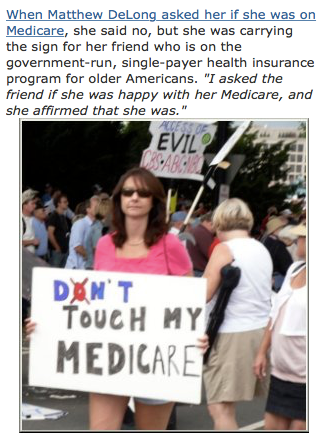 When Matthew DeLong asked her if she was on
Medicare, she said no, but she was carrying
the sign for her friend who is on the
government-run, single-payer health insurance
program for older Americans. "I asked the
friend if she was happy with her Medicare, and
she affirmed that she was."
EVIL
CBS-ABC-NBC
DON'T
TOUCH MY
MEDICARE